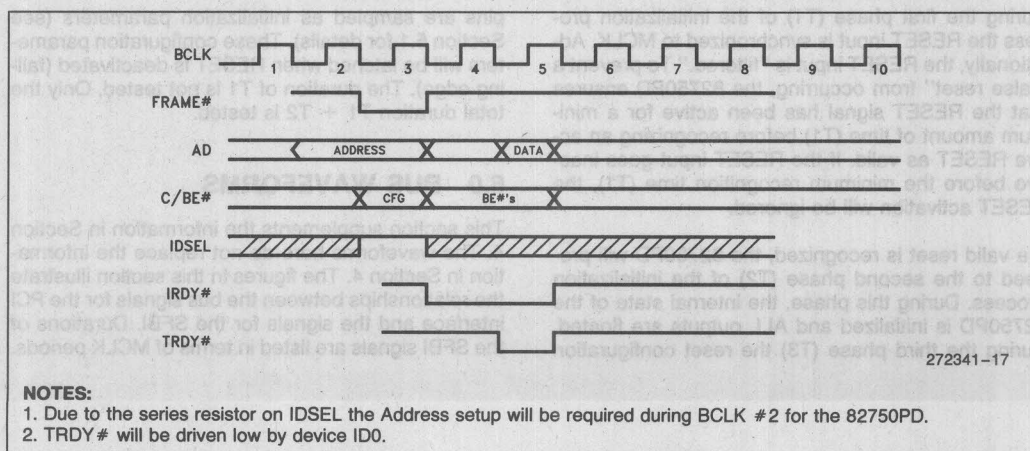 BCLK
1 2 3 4 5 6 7 8 9 10
FRAME#
AD ADDRESS DATA
C/BE# CFG BE#'s
IDSEL
IRDY#
TRDY#
272341-17
NOTES:
1. Due to the series resistor on IDSEL the Address setup will be required during BCLK #2 for the 82750PD.
2. TRDY# will be driven low by device ID0.